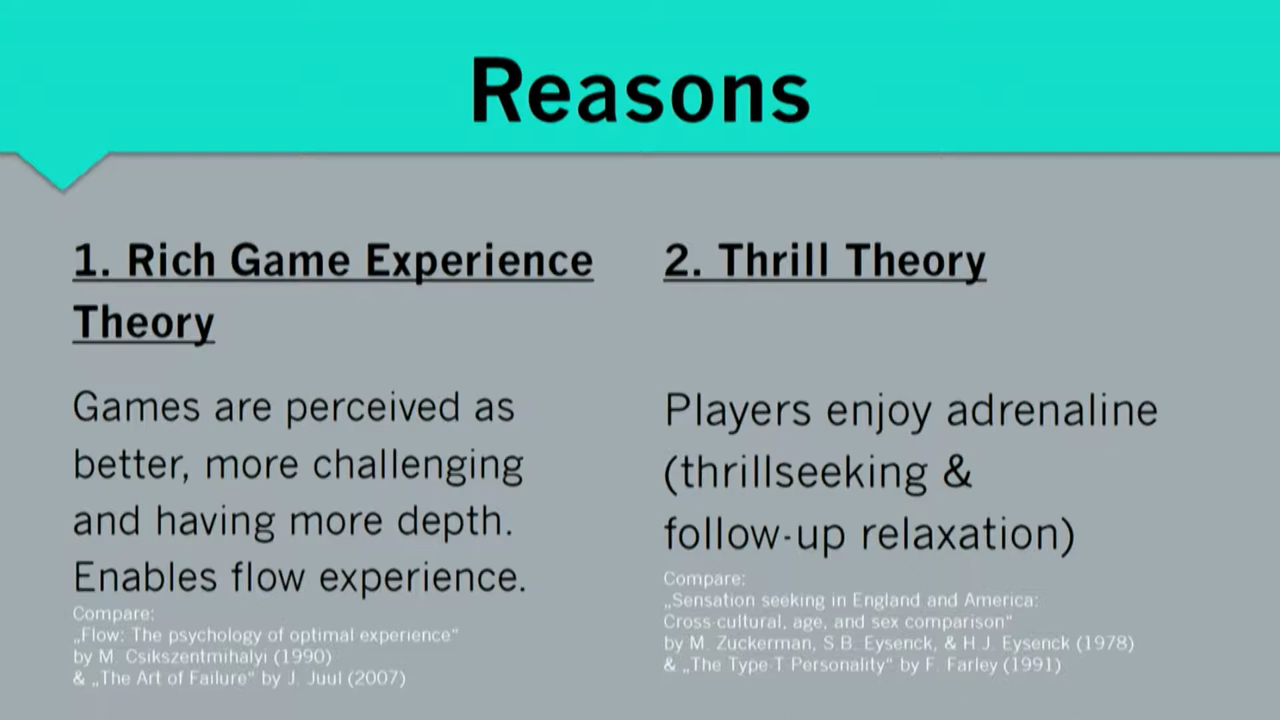 Reasons
1. Rich Game Experience
Theory
Games are perceived as
better, more challenging
and having more depth.
Enables flow experience.
Compare:
„Flow: The psychology of optimal experience“
by M. Csikszentmihalyi (1990)
& „The Art of Failure“ by J. Juul (2007)
2. Thrill Theory
Players enjoy adrenaline
(thrillseeking &
follow-up relaxation)
Compare:
„Sensation seeking in England and America:
Cross-cultural, age, and sex comparison“
by M. Zuckerman, S.B. Eysenck, & H.J. Eysenck (1978)
& „The Type T Personality“ by F. Farley (1991)